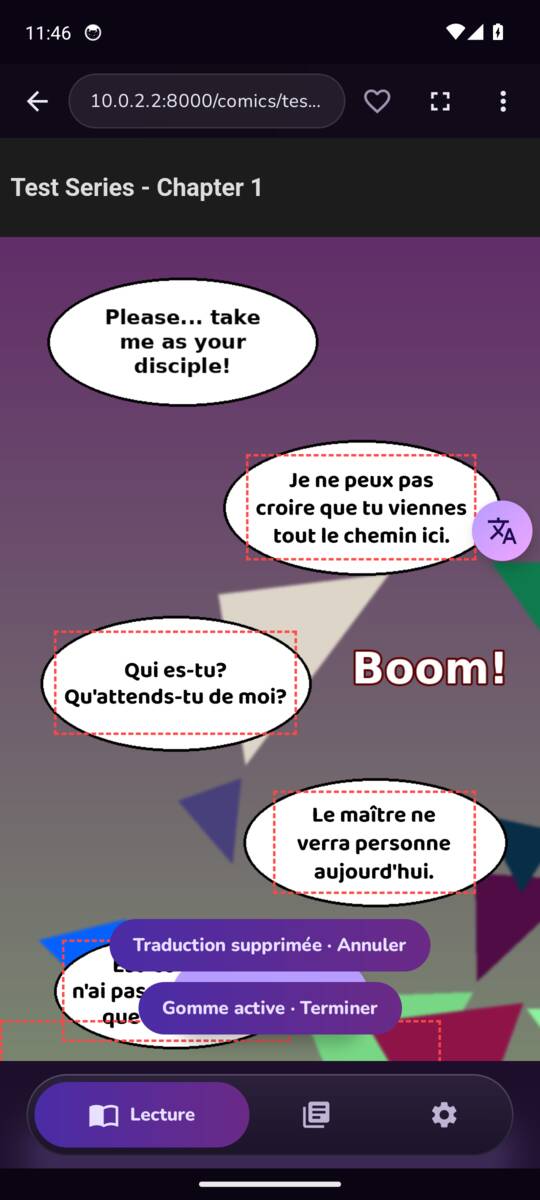 11:46
10.0.2.2:8000/comics/tes...
Test Series - Chapter 1
Please... take
me as your
disciple!
Je ne peux pas
croire que tu viennes
tout le chemin ici.
Qui es-tu?
Qu'attends-tu de moi?
Boom!
Le maître ne
verra personne
aujourd'hui.
n'ai pas
que
Traduction supprimée · Annuler
Gomme active · Terminer
Lecture